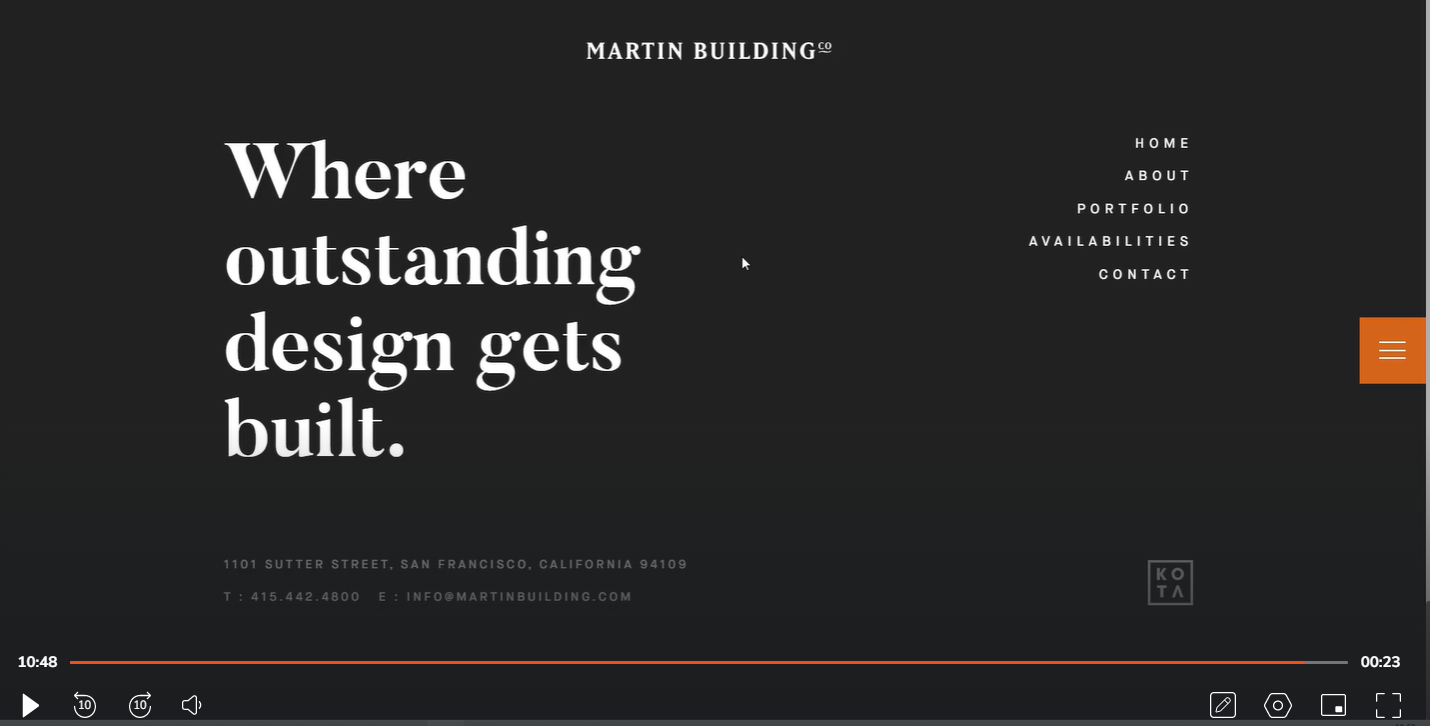 MARTIN BUILDING CO
Where
outstanding
design gets
built.
HOME
ABOUT
PORTFOLIO
AVAILABILITIES
CONTACT
1101 SUTTER STREET, SAN FRANCISCO, CALIFORNIA 94109
T : 415.442.4800 E : INFO@MARTINBUILDING.COM
KO
TA
10:48
00:23
10
10